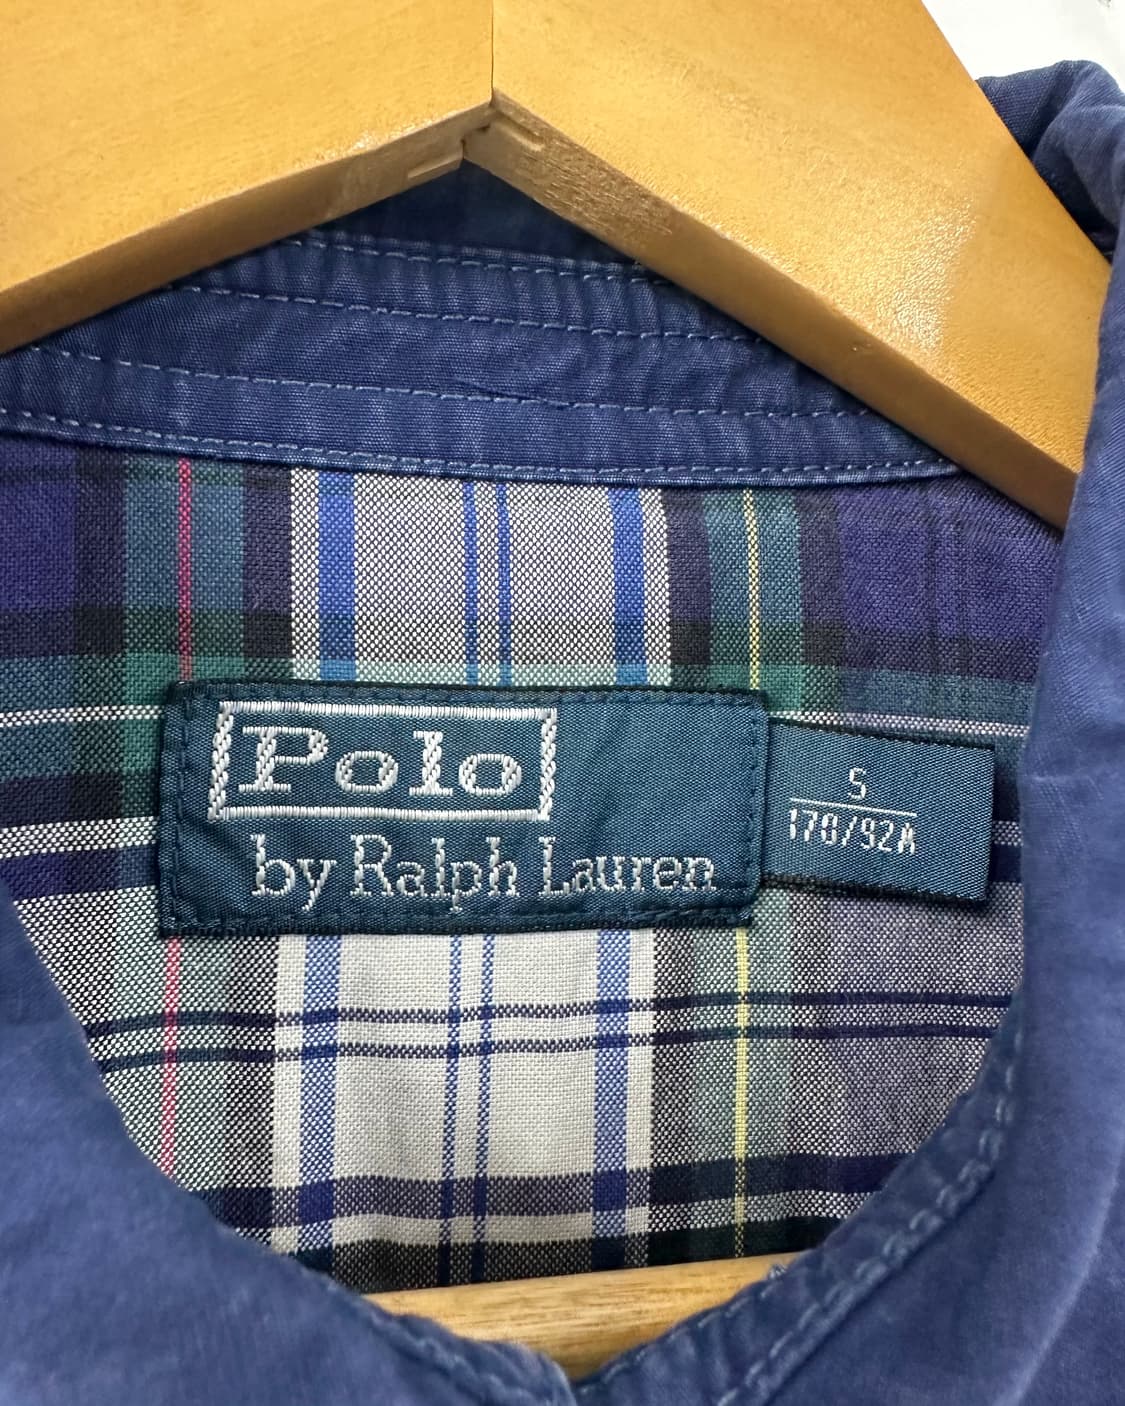 Polo
by Ralph Lauren
S
170/92A